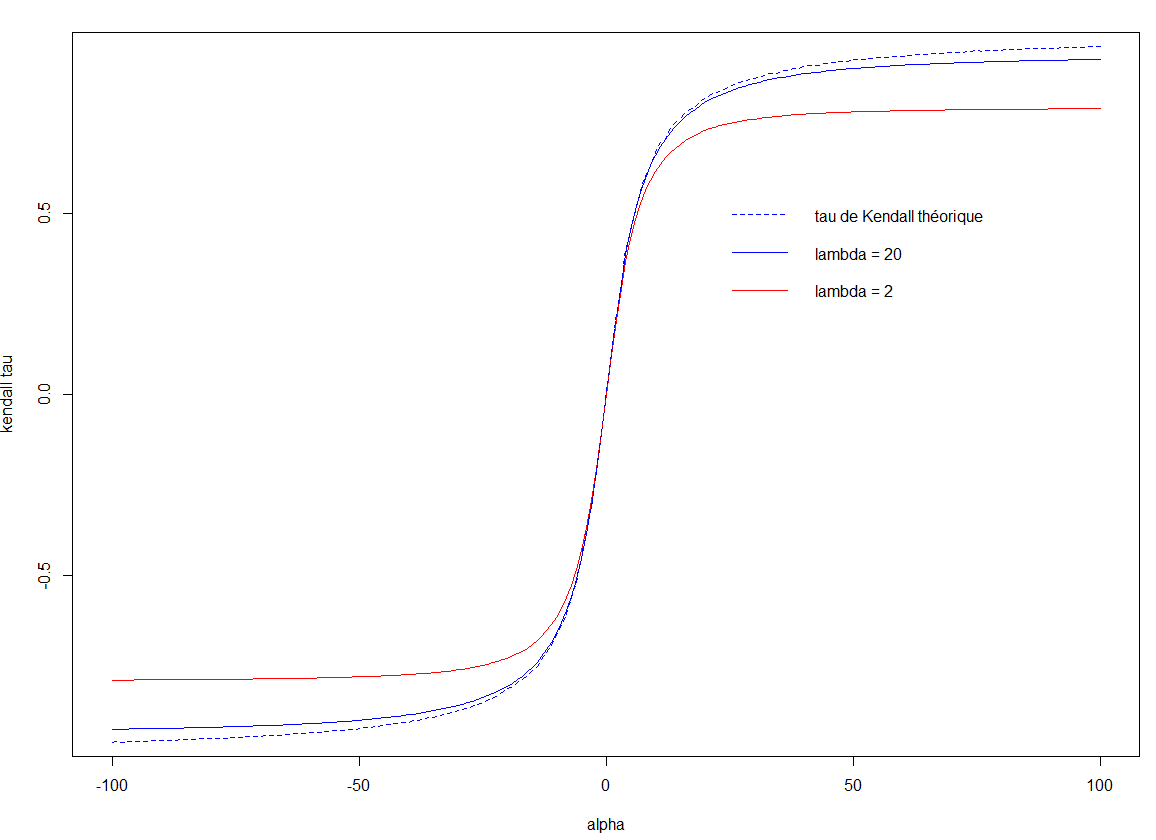 kendall tau
0.5
0.0
-0.5
tau de Kendall théorique
lambda = 20
lambda = 2
-100
-50
0
50
100
alpha